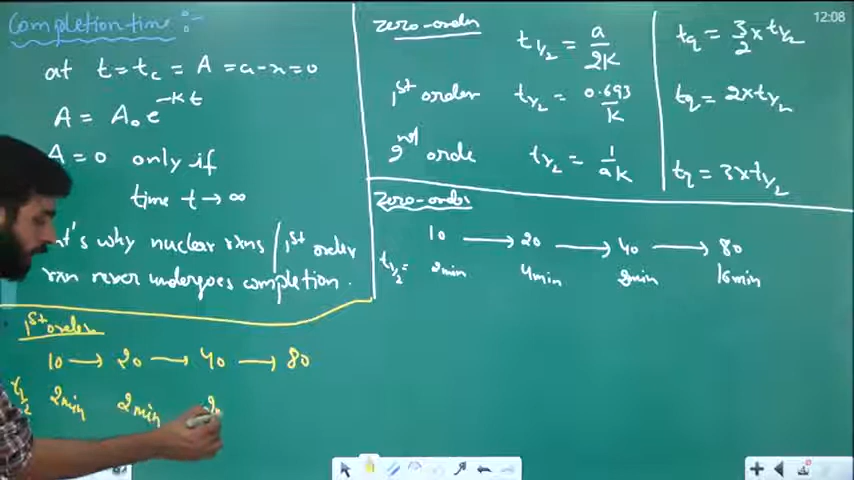 Completion time :-
at t = tc = A = a-x = 0
A = A₀e^-Kt
A = 0 only if
time t → ∞
t's why nuclear rxns / 1st order
rxn never undergoes completion.
1st order
10 → 20 → 40 → 80
t1/2 2min 2min 2
12:08
zero-order t1/2 = a/2K tq = 3/2 x t1/2
1st order t1/2 = 0.693/K tq = 2 x t1/2
2nd orde t1/2 = 1/aK tq = 3 x t1/2
zero-order
10 → 20 → 40 → 80
t1/2 = 2min 4min 8min 16min